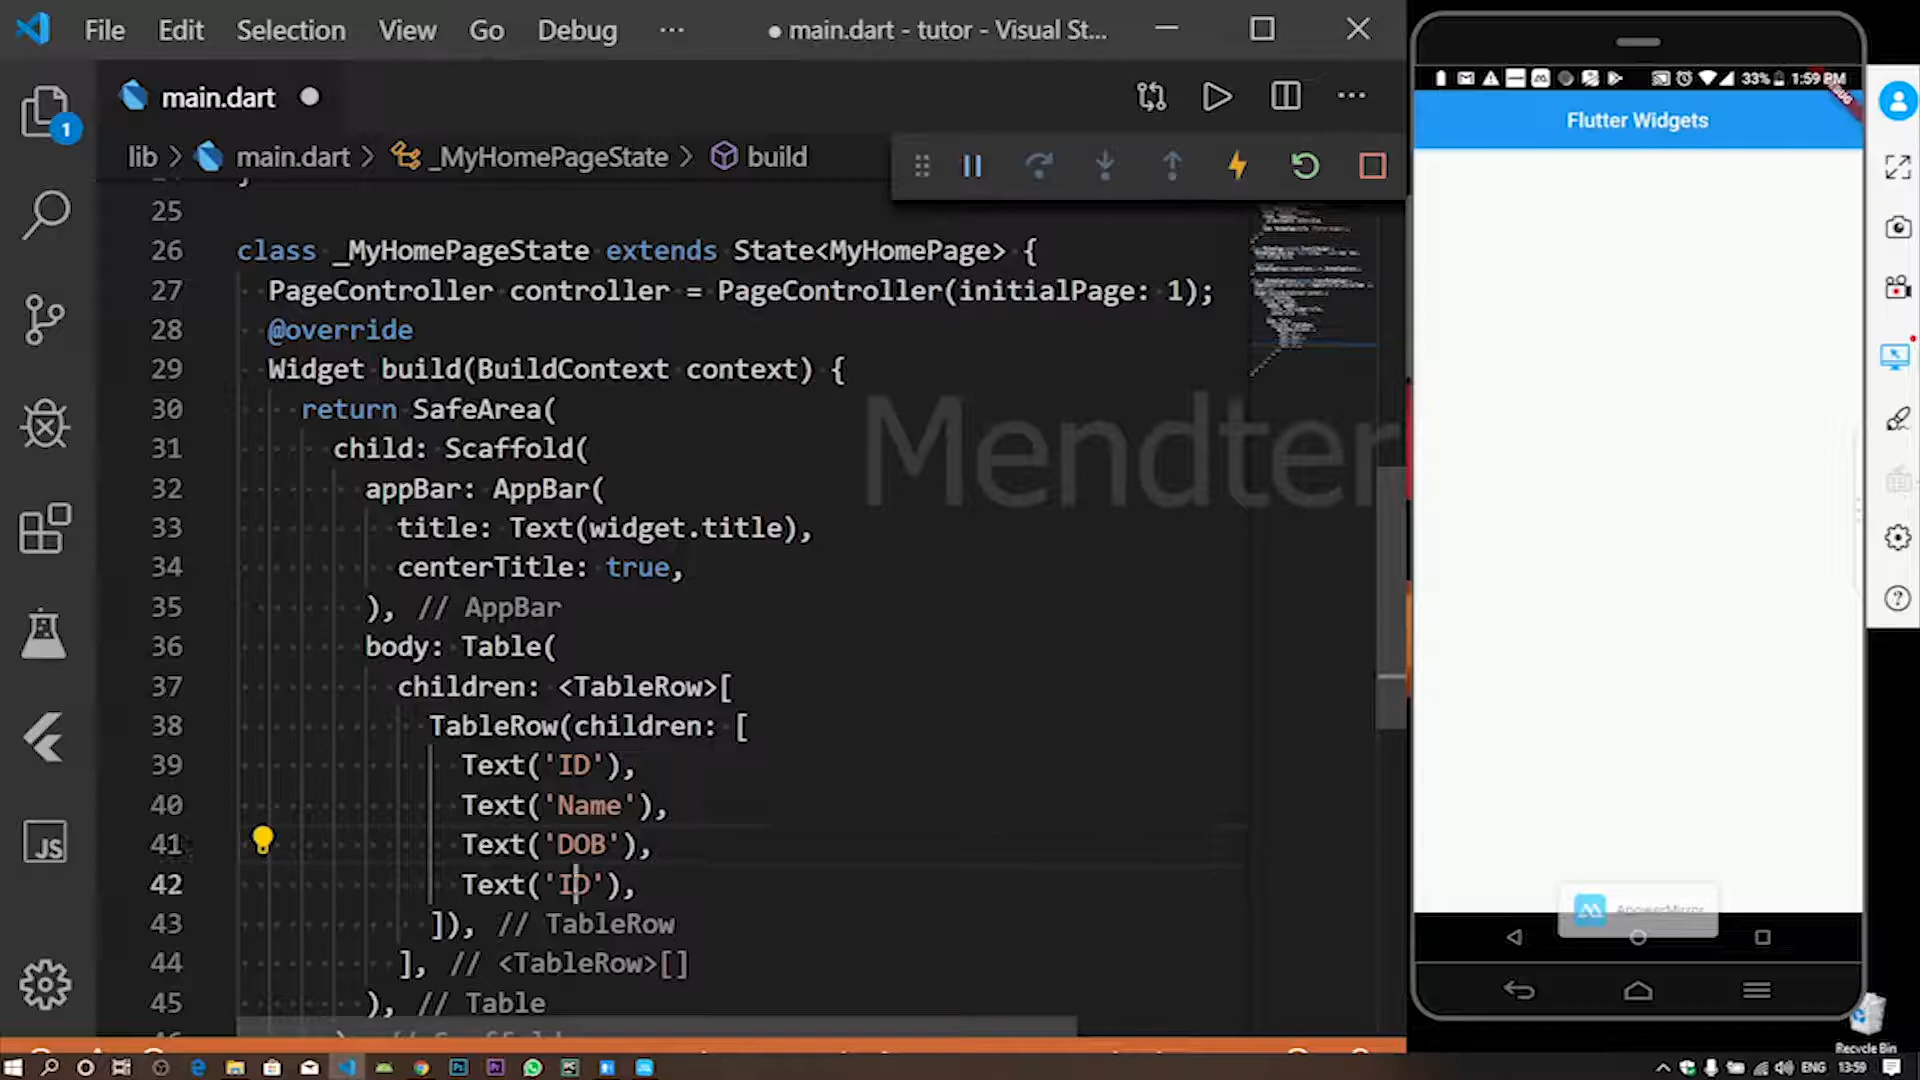 File Edit Selection View Go Debug ··· ● main.dart - tutor - Visual St...
main.dart ●
1
lib > main.dart > _MyHomePageState > build
25
26 class _MyHomePageState extends State<MyHomePage> {
27 PageController controller = PageController(initialPage: 1);
28 @override
29 Widget build(BuildContext context) {
30 return SafeArea(
31 child: Scaffold(
32 appBar: AppBar(
33 title: Text(widget.title),
34 centerTitle: true,
35 ), // AppBar
36 body: Table(
37 children: <TableRow>[
38 TableRow(children: [
39 Text('ID'),
40 Text('Name'),
41 Text('DOB'),
42 Text('ID'),
43 ]), // TableRow
44 ], // <TableRow>[]
45 ), // Table
Mendter
JS
33% 1:59 PM
Flutter Widgets
ApowerMirror
Recycle Bin
ENG 13:59